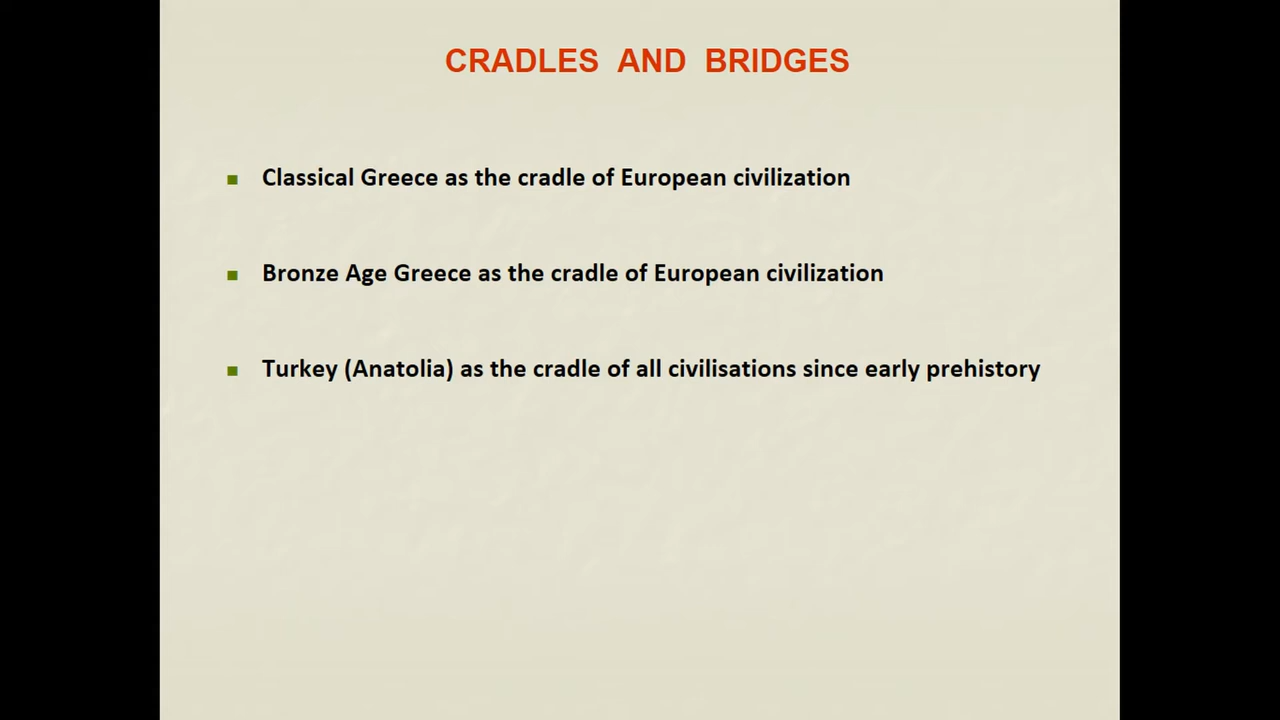 CRADLES AND BRIDGES
Classical Greece as the cradle of European civilization
Bronze Age Greece as the cradle of European civilization
Turkey (Anatolia) as the cradle of all civilisations since early prehistory